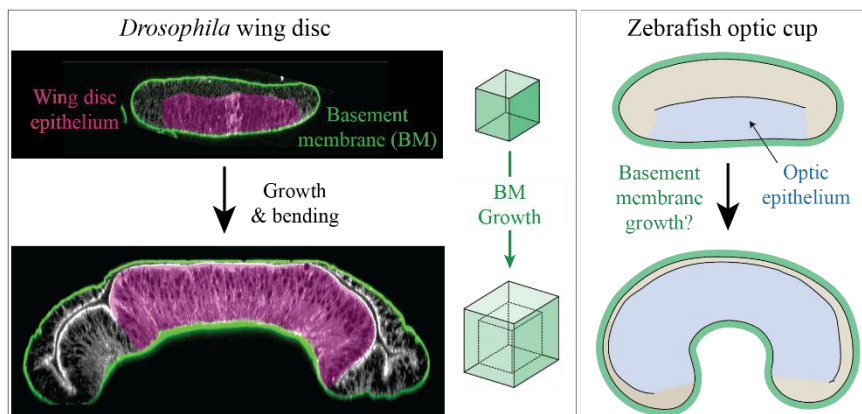 Drosophila wing disc
Wing disc
epithelium
Basement
membrane (BM)
Growth
& bending
BM
Growth
Zebrafish optic cup
Basement
membrane
growth?
Optic
epithelium